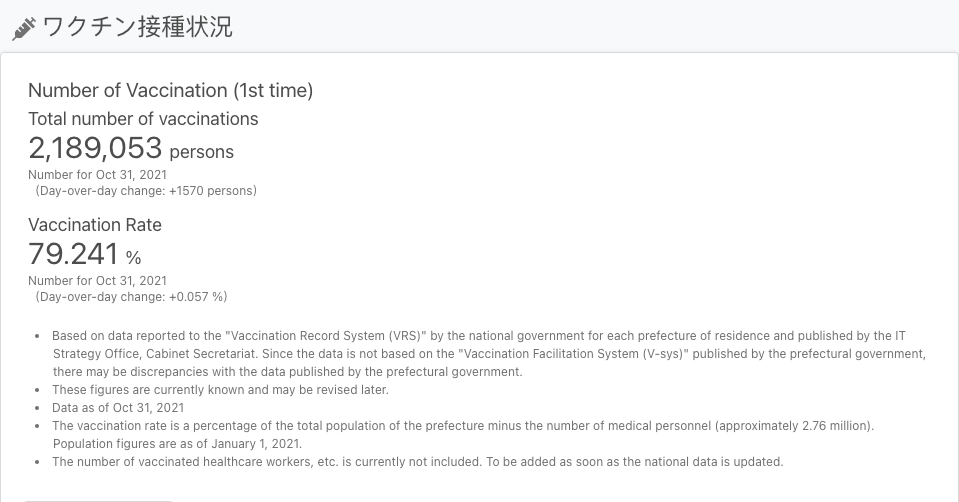 ワクチン接種状況
Number of Vaccination (1st time)
Total number of vaccinations
2,189,053 persons
Number for Oct 31, 2021
(Day-over-day change: +1570 persons)
Vaccination Rate
79.241 %
Number for Oct 31, 2021
(Day-over-day change: +0.057 %)
• Based on data reported to the "Vaccination Record System (VRS)" by the national government for each prefecture of residence and published by the IT
Strategy Office, Cabinet Secretariat. Since the data is not based on the "Vaccination Facilitation System (V-sys)" published by the prefectural government,
there may be discrepancies with the data published by the prefectural government.
• These figures are currently known and may be revised later.
• Data as of Oct 31, 2021
• The vaccination rate is a percentage of the total population of the prefecture minus the number of medical personnel (approximately 2.76 million).
Population figures are as of January 1, 2021.
• The number of vaccinated healthcare workers, etc. is currently not included. To be added as soon as the national data is updated.